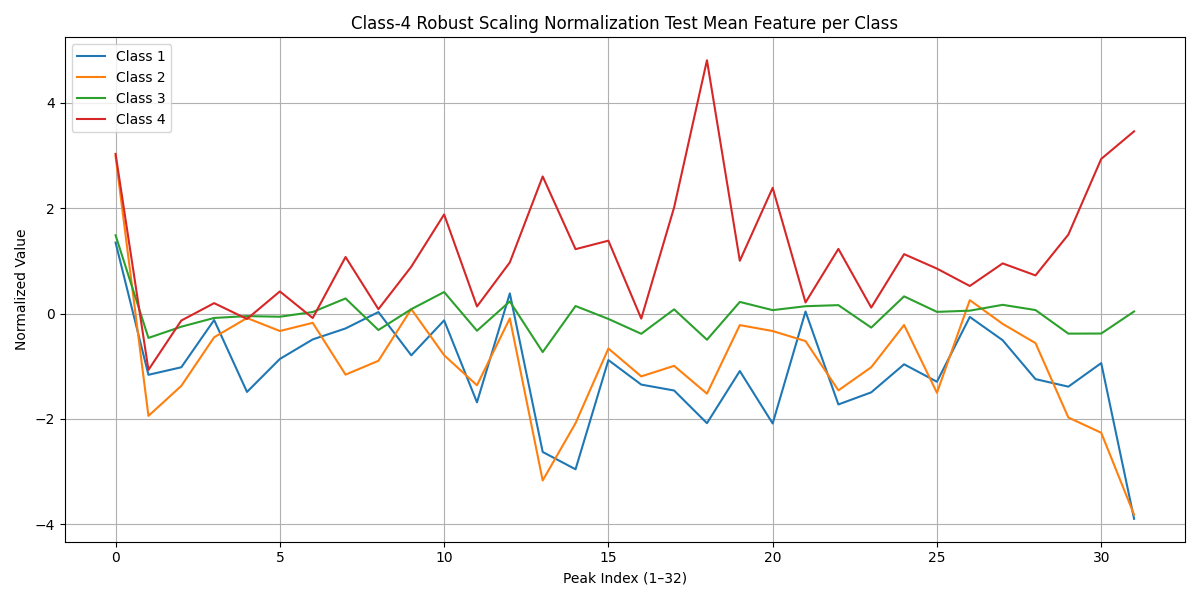 Class-4 Robust Scaling Normalization Test Mean Feature per Class
Class 1
Class 2
Class 3
Class 4
Normalized Value
4
2
0
−2
−4
0 5 10 15 20 25 30
Peak Index (1–32)